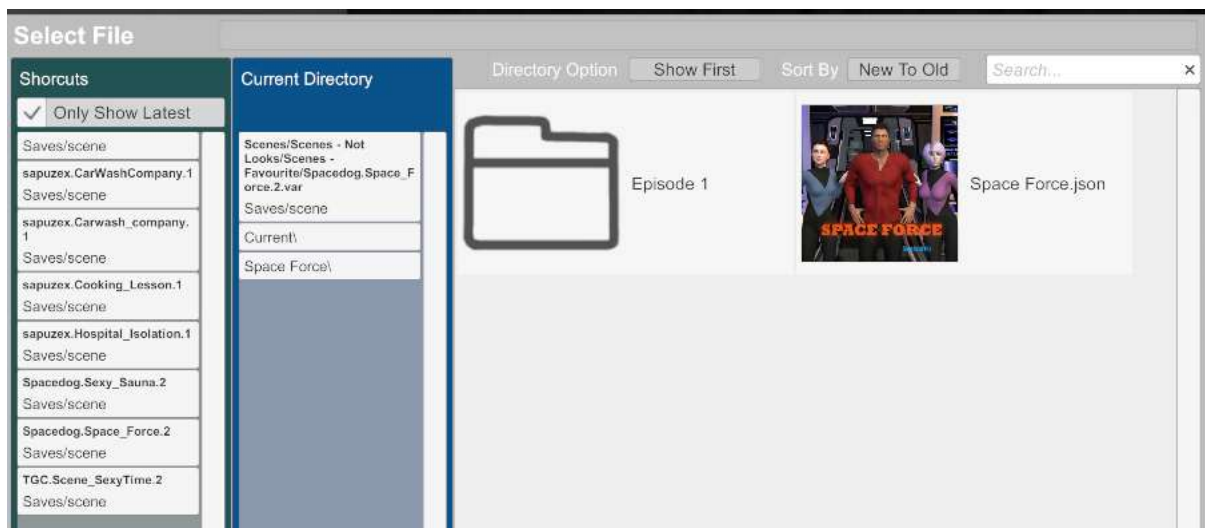 Select File
Shorcuts
Only Show Latest
Saves/scene
sapuzex.CarWashCompany.1
Saves/scene
sapuzex.Carwash_company.
1
Saves/scene
sapuzex.Cooking_Lesson.1
Saves/scene
sapuzex.Hospital_Isolation.1
Saves/scene
Spacedog.Sexy_Sauna.2
Saves/scene
Spacedog.Space_Force.2
Saves/scene
TGC.Scene_SexyTime.2
Saves/scene
Current Directory
Scenes/Scenes - Not
Looks/Scenes -
Favourite/Spacedog.Space_F
orce.2.var
Saves/scene
Current\
Space Force\
Directory Option Show First Sort By New To Old Search... ×
Episode 1
SPACE FORCE
Space Force.json